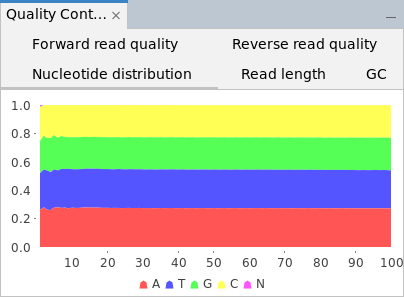 Quality Cont... ×
Forward read quality Reverse read quality
Nucleotide distribution Read length GC
1.0
0.8
0.6
0.4
0.2
0.0
10 20 30 40 50 60 70 80 90 100
A T G C N